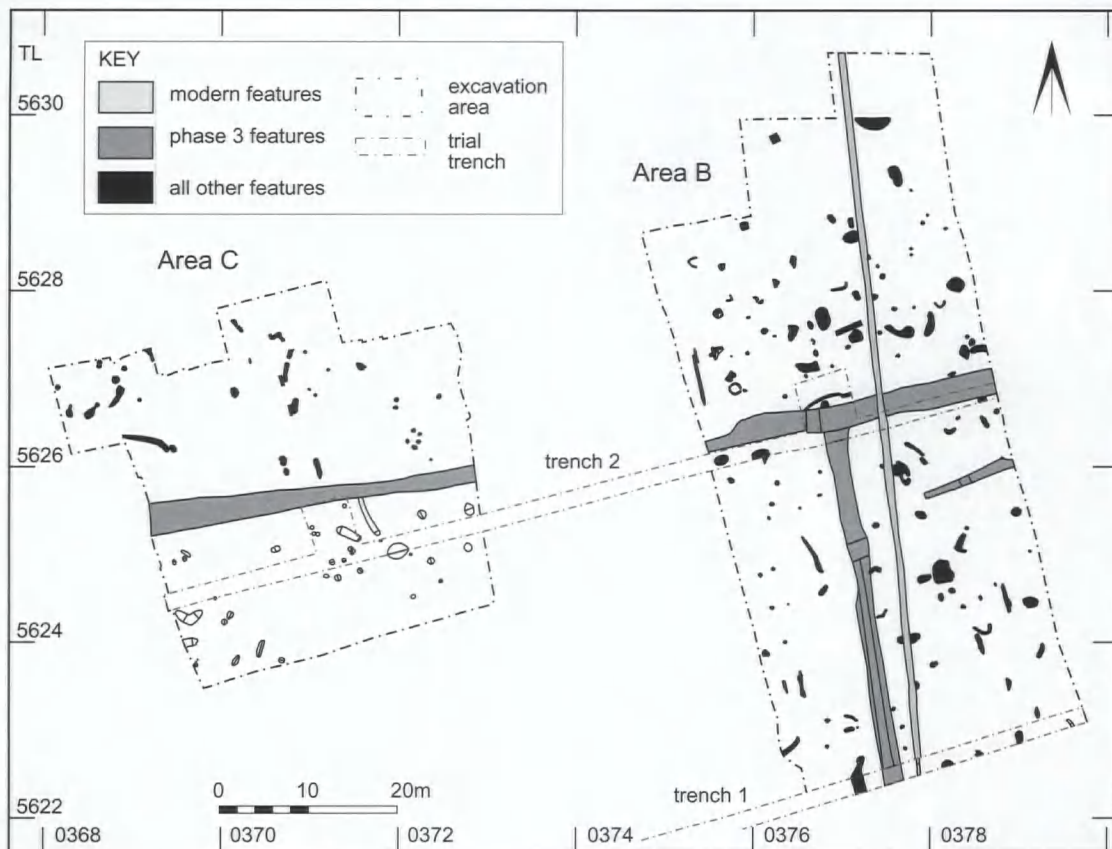 TL
KEY
modern features
phase 3 features
all other features
excavation
area
trial
trench
5630
5628
5626
5624
5622
Area B
Area C
trench 2
trench 1
0 10 20m
0368 0370 0372 0374 0376 0378